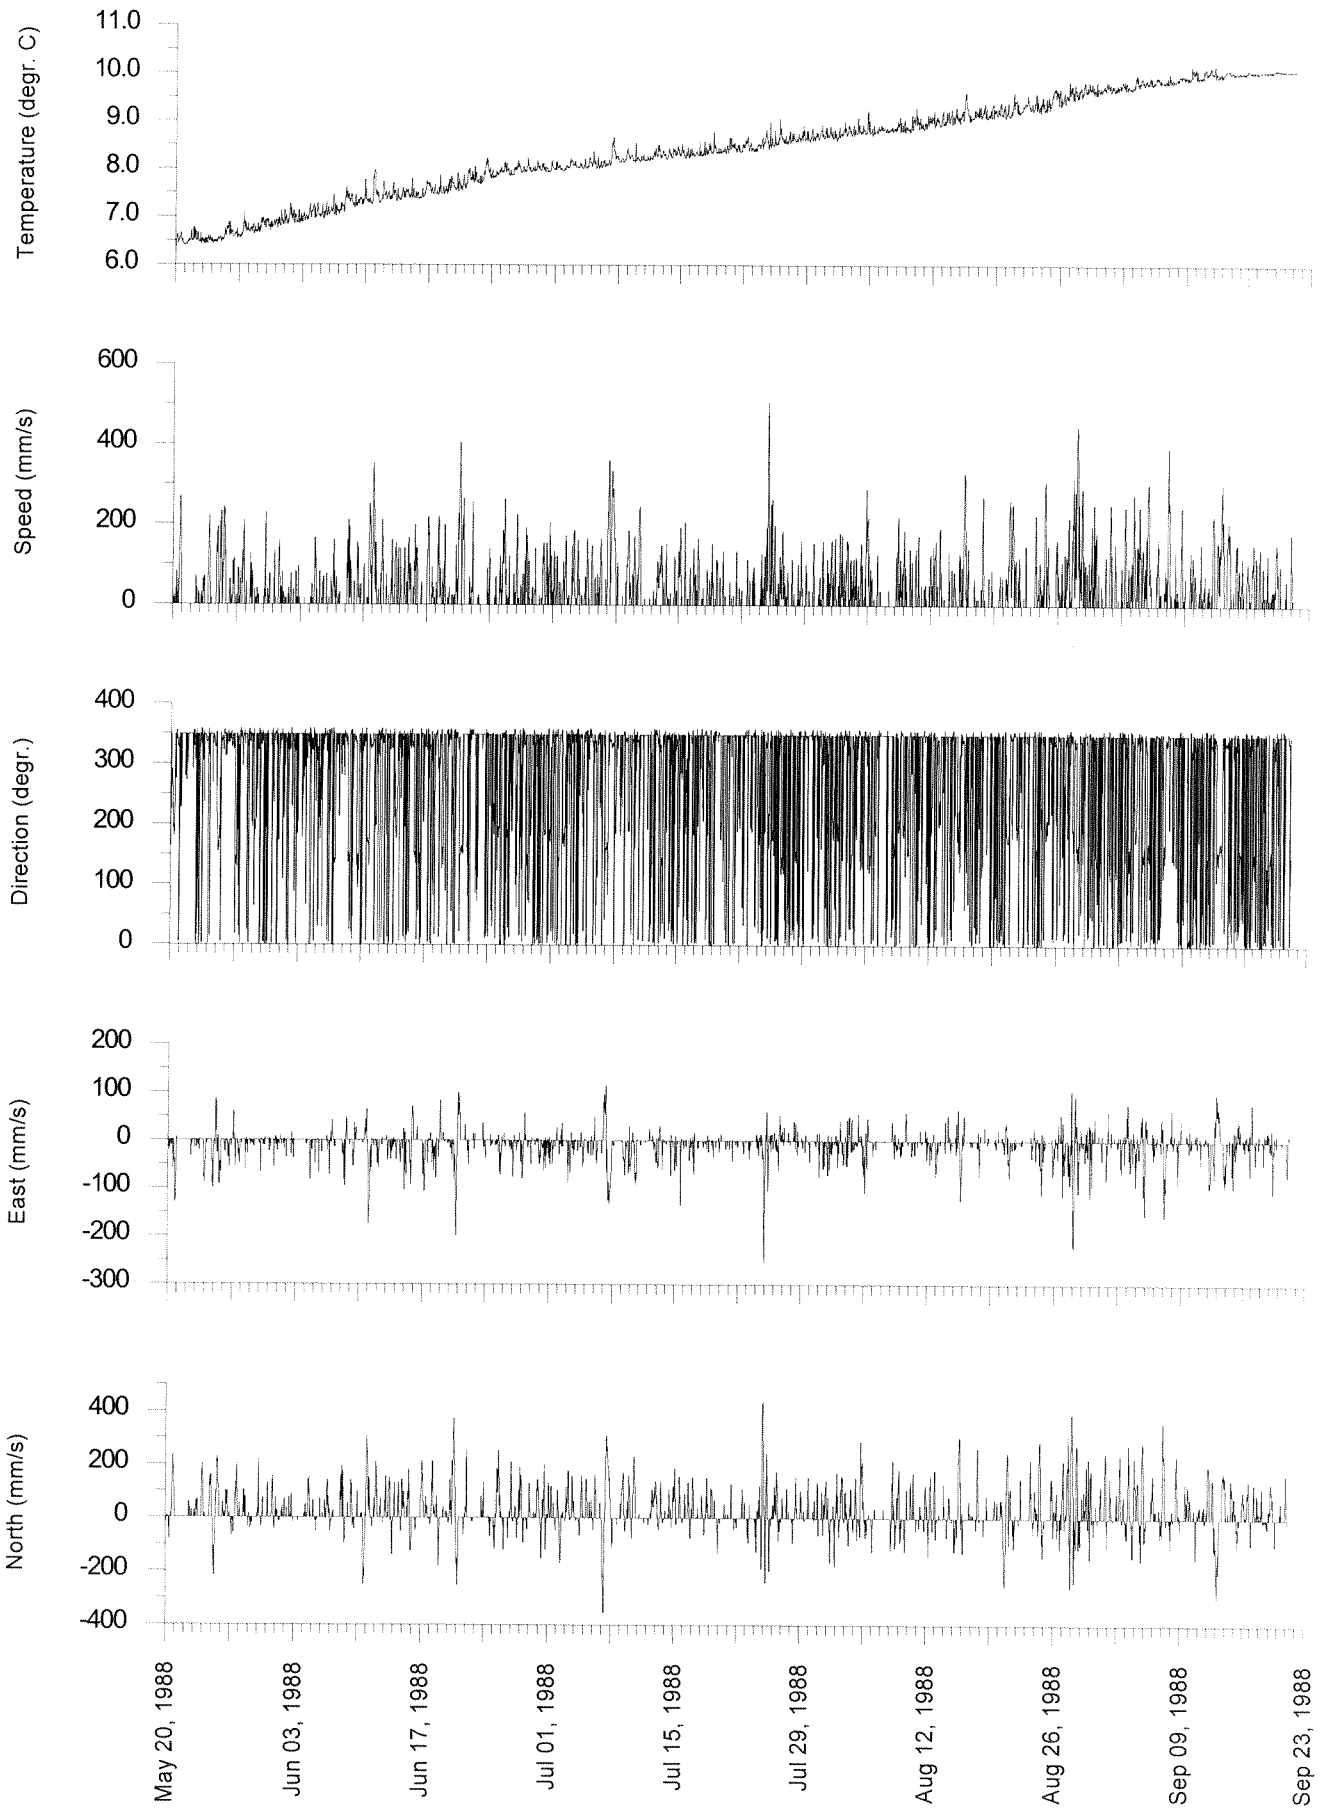 Temperature (degr. C)
11.0
10.0
9.0
8.0
7.0
6.0
Speed (mm/s)
600
400
200
0
Direction (degr.)
400
300
200
100
0
East (mm/s)
200
100
0
-100
-200
-300
North (mm/s)
400
200
0
-200
-400
May 20, 1988
Jun 03, 1988
Jun 17, 1988
Jul 01, 1988
Jul 15, 1988
Jul 29, 1988
Aug 12, 1988
Aug 26, 1988
Sep 09, 1988
Sep 23, 1988